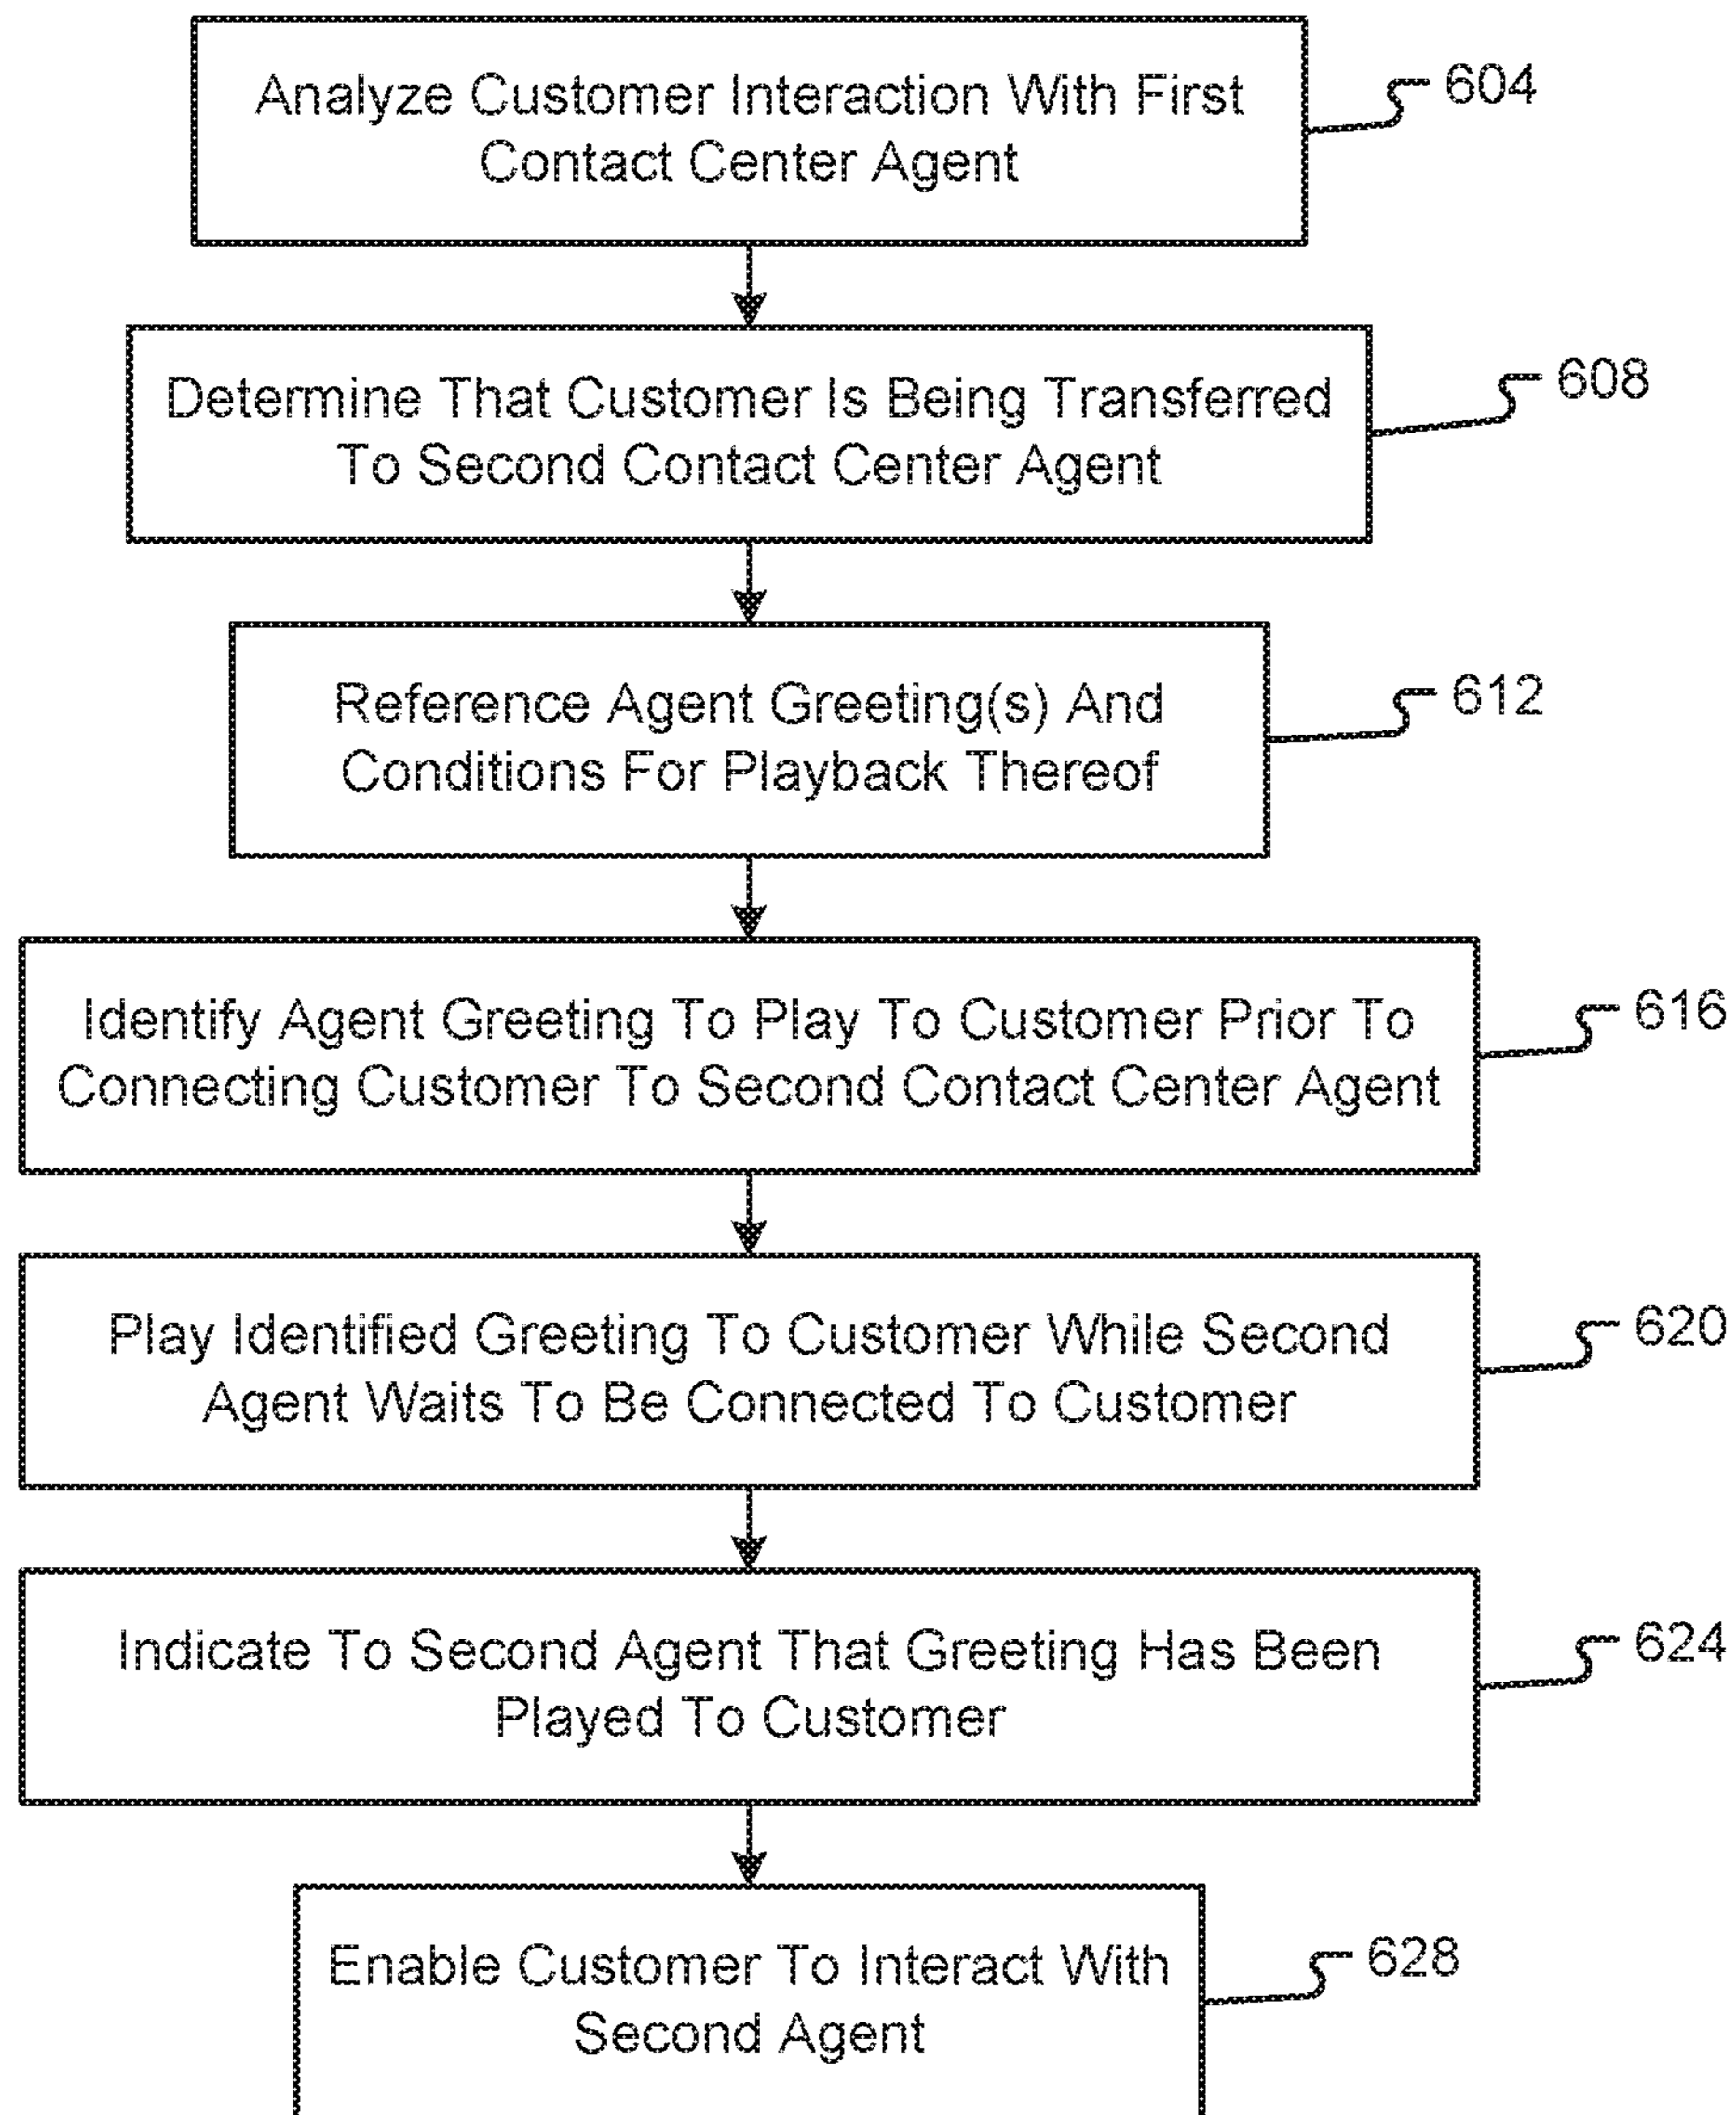 Analyze Customer Interaction With First
Contact Center Agent
604
Determine That Customer Is Being Transferred
To Second Contact Center Agent
608
Reference Agent Greeting(s) And
Conditions For Playback Thereof
612
Identify Agent Greeting To Play To Customer Prior To
Connecting Customer To Second Contact Center Agent
616
Play Identified Greeting To Customer While Second
Agent Waits To Be Connected To Customer
620
Indicate To Second Agent That Greeting Has Been
Played To Customer
624
Enable Customer To Interact With
Second Agent
628